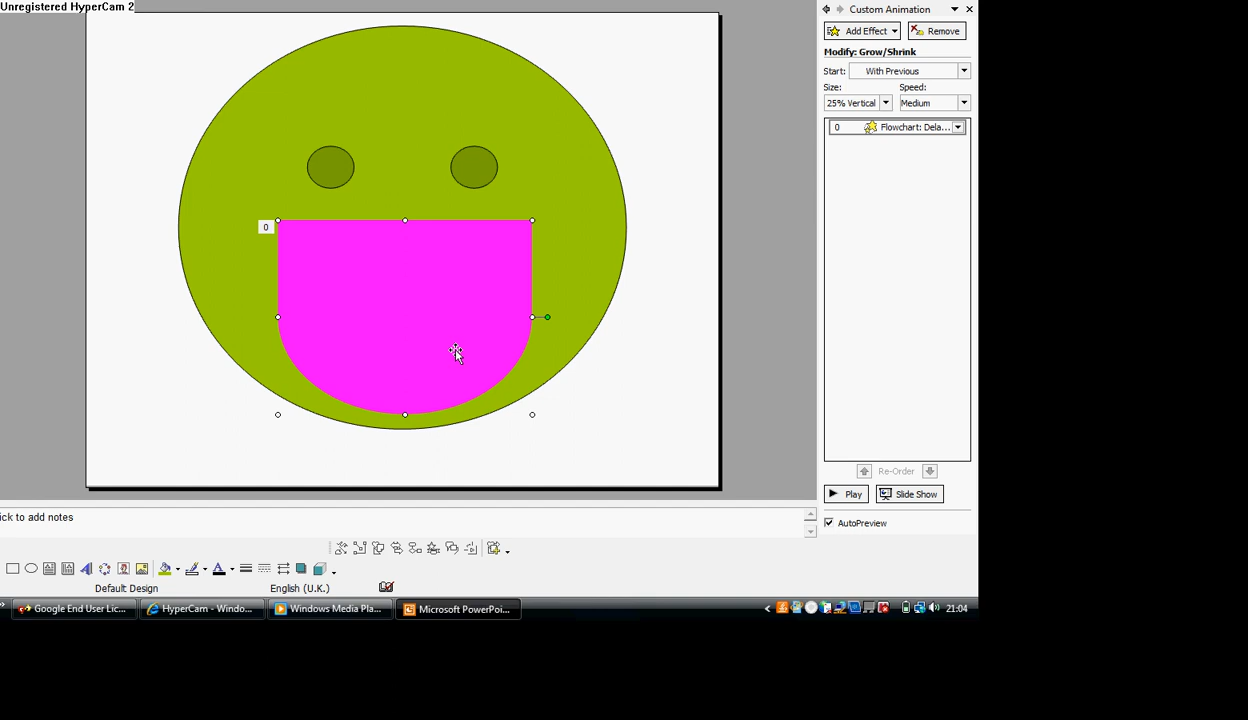 Unregistered HyperCam 2
Custom Animation
Add Effect
Remove
Modify: Grow/Shrink
Start:
With Previous
Size:
Speed:
25% Vertical
Medium
0
Flowchart: Dela...
0
Re-Order
Play
Slide Show
ick to add notes
AutoPreview
Default Design
English (U.K.)
Google End User Lic...
HyperCam - Windo...
Windows Media Pla...
Microsoft PowerPoi...
21:04